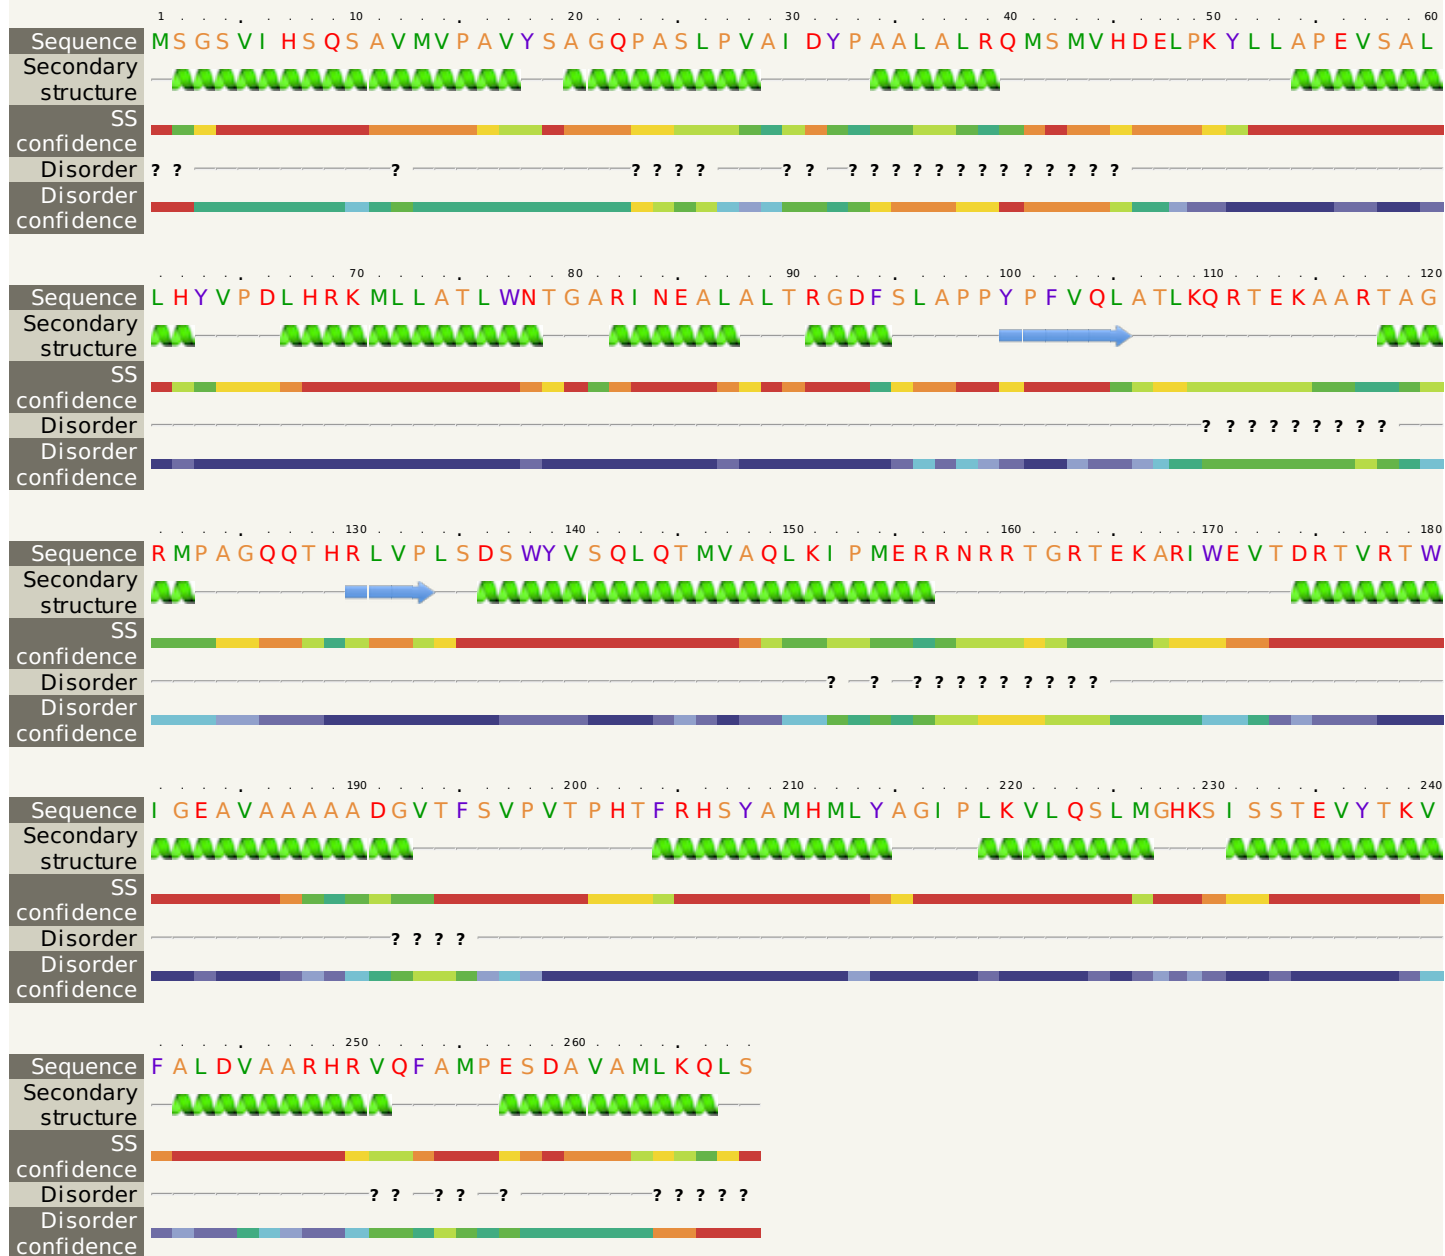 1 10 20 30 40 50 60
Sequence MSGSVIHSQSAVMVPAVYSAGQPASLPVAIDYPAALALRQMSMVHDELPKYLLAPEVSAL
Secondary
structure
SS
confidence
Disorder ? ? ? ? ? ? ? ? ? ? ? ? ? ? ? ? ? ? ? ? ? ?
Disorder
confidence
70 80 90 100 110 120
Sequence LHYVPDLHRKMLLATLWNTGARINEALALTRGDFSLAPPYPFVQLATLKQRTEKAARTAG
Secondary
structure
SS
confidence
Disorder ? ? ? ? ? ? ? ? ?
Disorder
confidence
130 140 150 160 170 180
Sequence RMPAGQQTHRLVPLSDSWYVSQLQTMVAQLKIPMERRNRRTGRTEKARIWEVTDRTVRTW
Secondary
structure
SS
confidence
Disorder ? ? ? ? ? ? ? ? ? ? ?
Disorder
confidence
190 200 210 220 230 240
Sequence IGEAVAAAAADGVTFSVPVTPHTFRHSYAMHMLYAGIPLKVLQSLMGHKSISSTEVYTKV
Secondary
structure
SS
confidence
Disorder ? ? ? ?
Disorder
confidence
250 260
Sequence FALDVAARHRVQFAMPESDAVAMLKQLS
Secondary
structure
SS
confidence
Disorder ? ? ? ? ? ? ? ? ? ?
Disorder
confidence